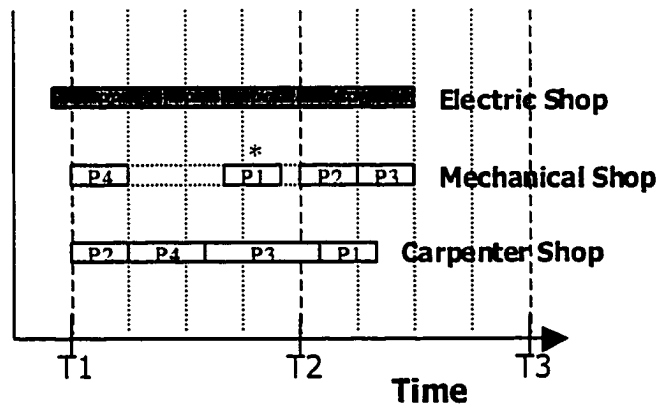 Electric Shop
*
P4 P1 P2 P3 Mechanical Shop
P2 P4 P3 P1 Carpenter Shop
T1 T2 T3
Time